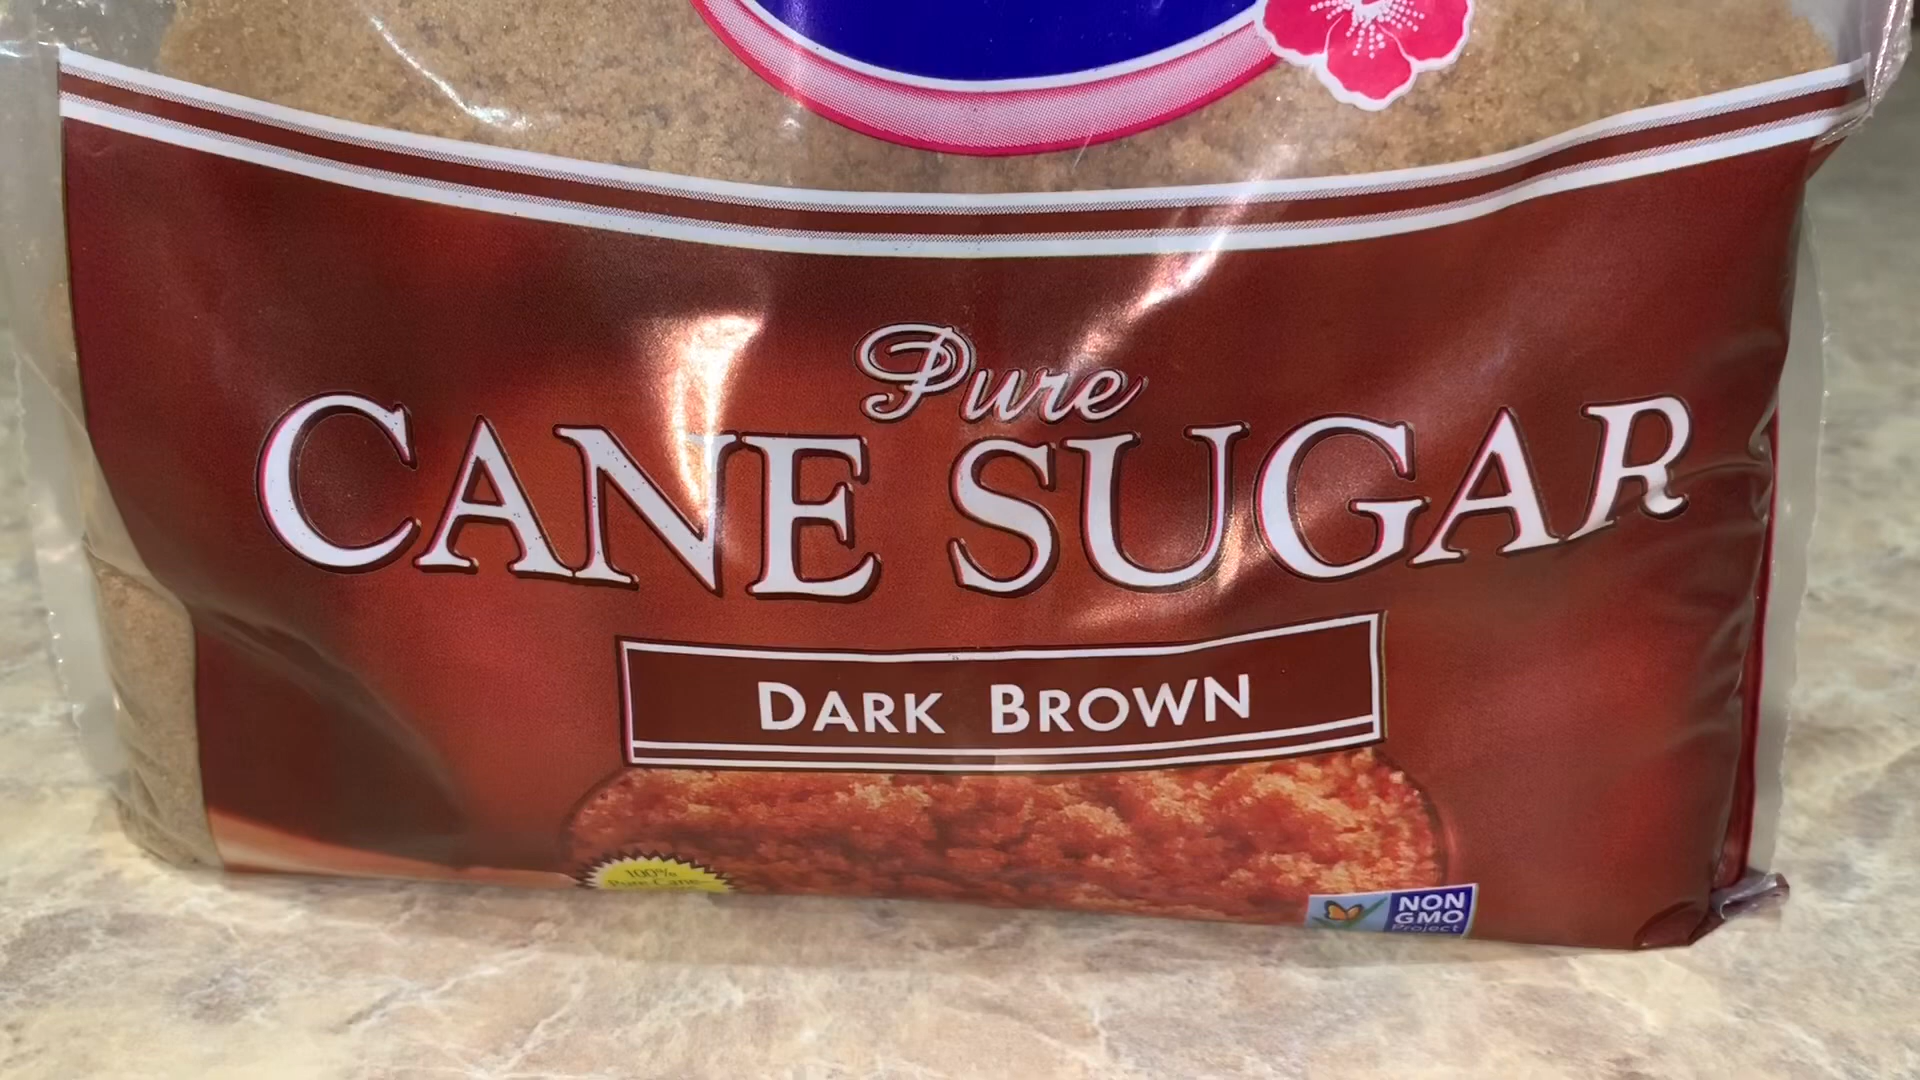 Pure
CANE SUGAR
DARK BROWN
100%
Pure Cane
NON
GMO
Project